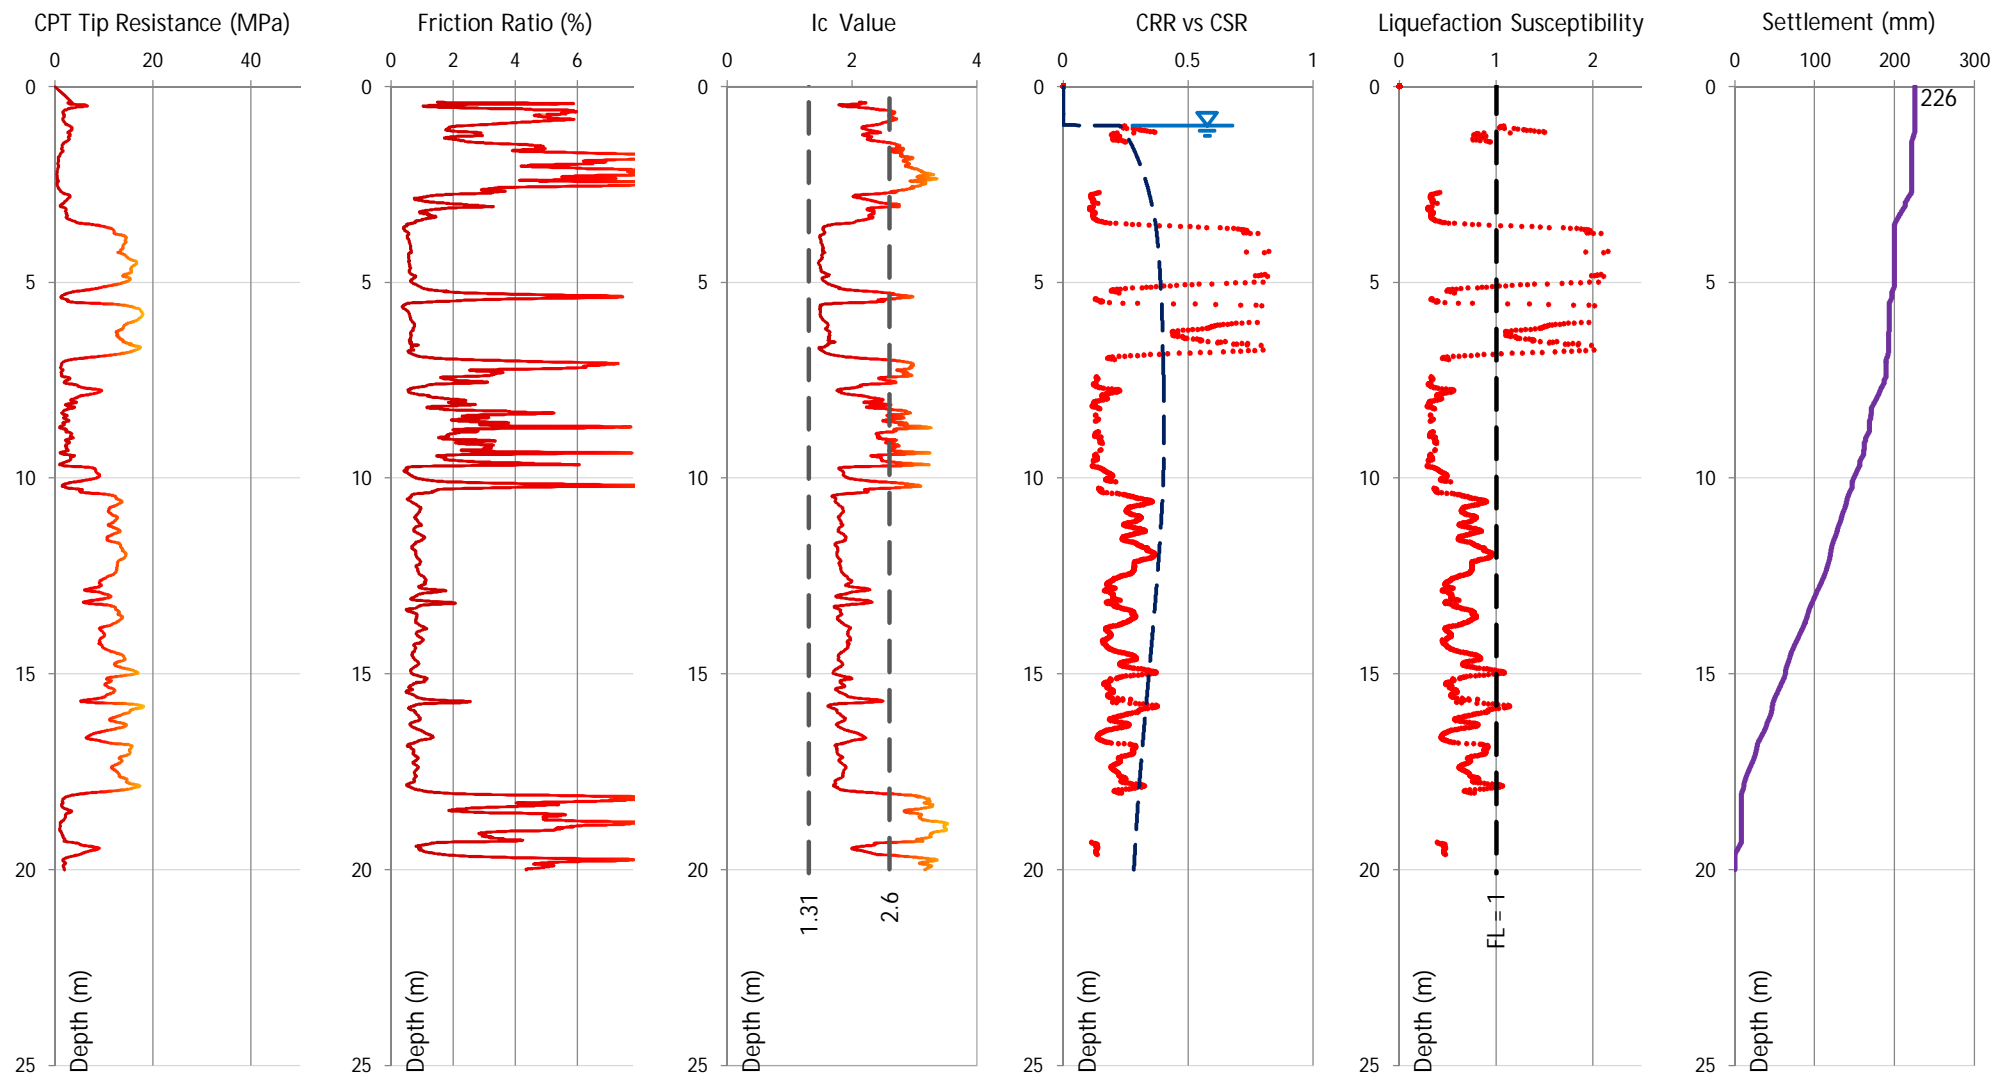 CPT Tip Resistance (MPa)
0 20 40
0
5
10
15
20
25
Depth (m)
Friction Ratio (%)
0 2 4 6
0
5
10
15
20
25
Depth (m)
Ic Value
0 2 4
0
5
10
15
20
25
1.31
2.6
Depth (m)
CRR vs CSR
0 0.5 1
0
5
10
15
20
25
Depth (m)
Liquefaction Susceptibility
0 1 2
0
5
10
15
20
25
FL = 1
Depth (m)
Settlement (mm)
0 100 200 300
0
226
5
10
15
20
25
Depth (m)